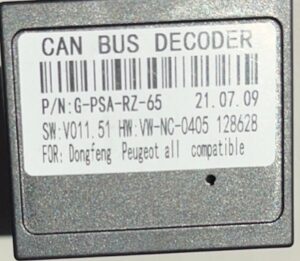 CAN BUS DECODER
P/N:G-PSA-RZ-65 21.07.09
SW:V011.51 HW:VW-NC-0405 128628
FOR: Dongfeng Peugeot all compatible